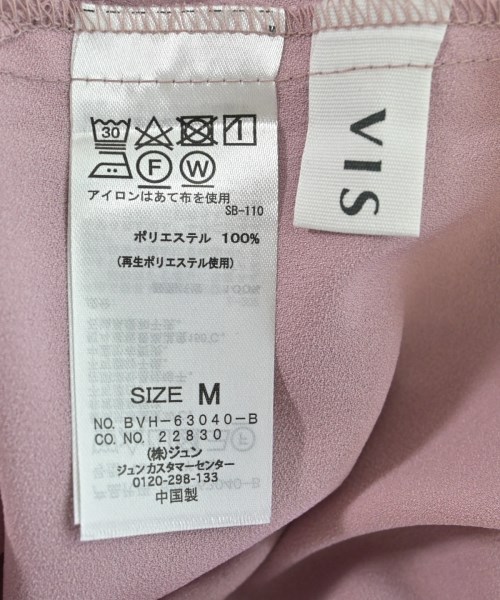 30
F W
アイロンはあて布を使用
SB-110
ポリエステル 100%
(再生ポリエステル使用)
SIZE M
NO. BVH-63040-B
CO. NO. 22830
(株)ジュン
ジュンカスタマーセンター
0120-298-133
中国製
VIS